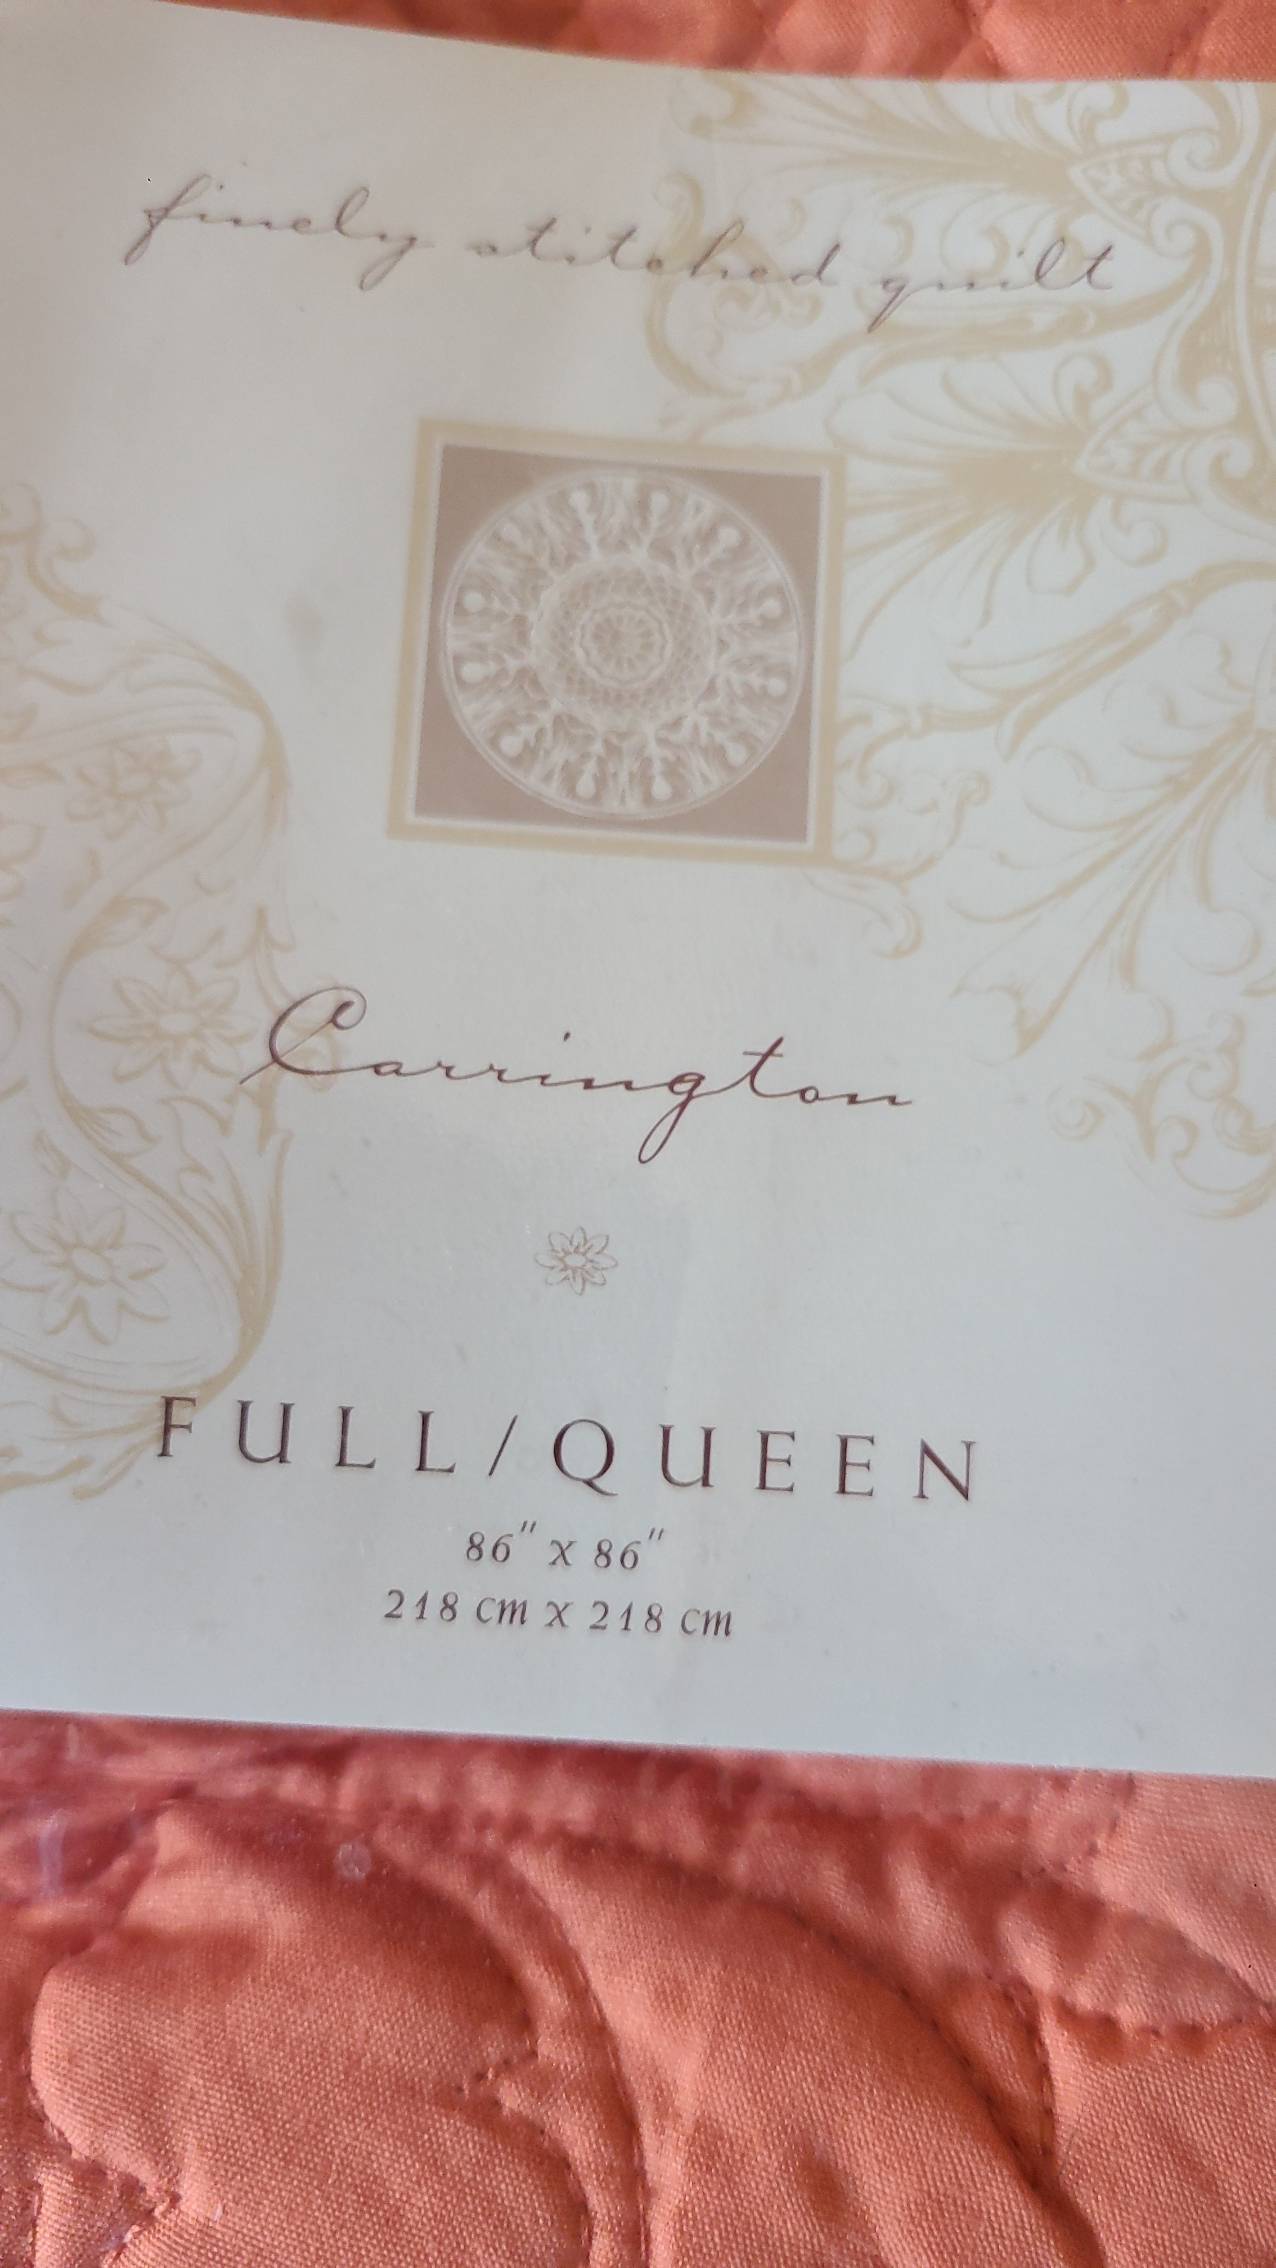 finely stitched quilt
Carrington
FULL/QUEEN
86" x 86"
218 cm x 218 cm